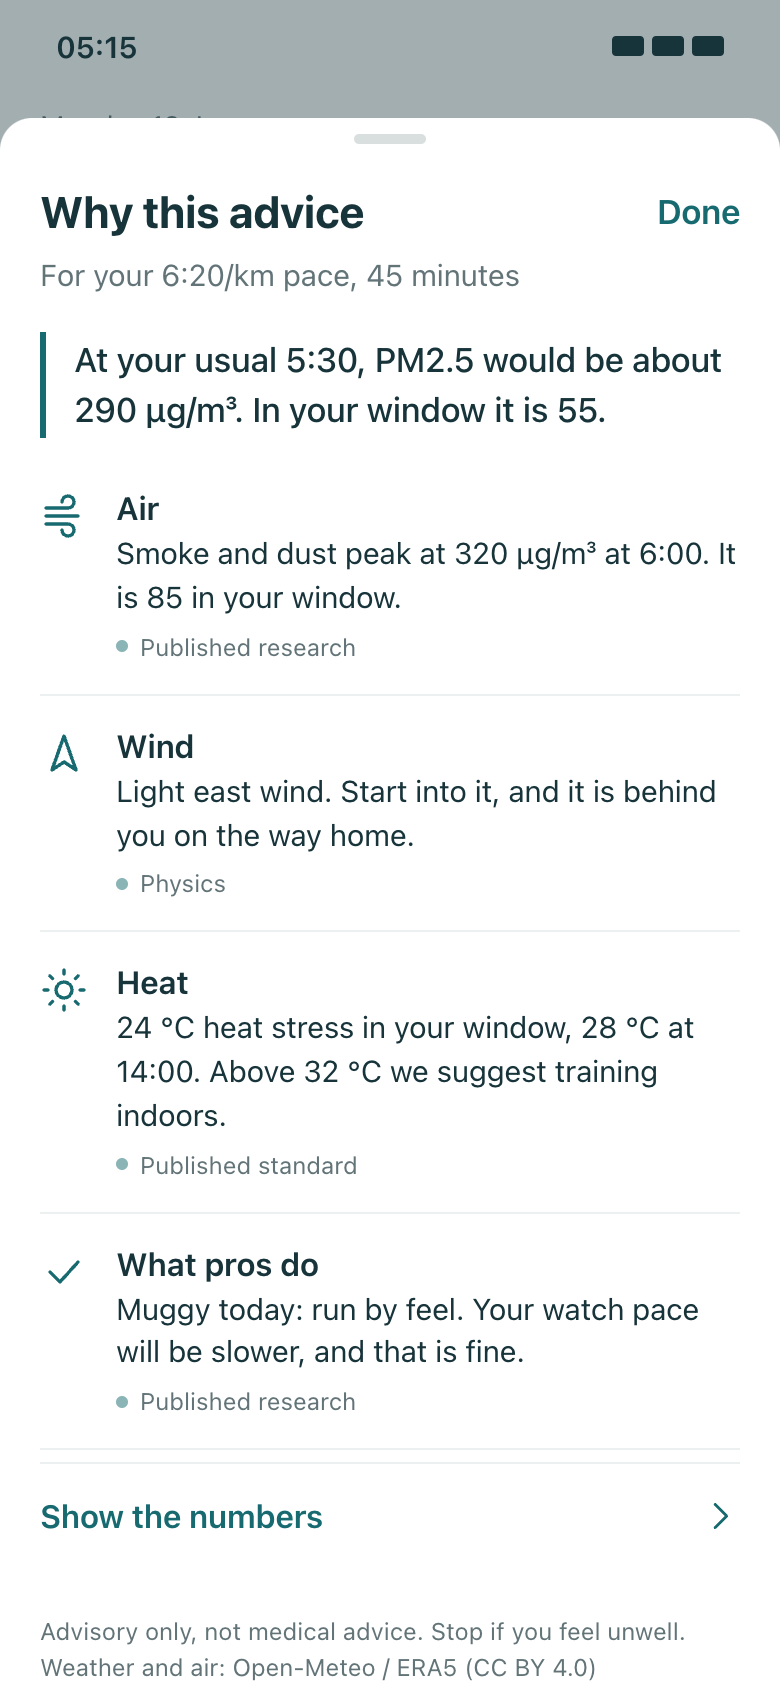 05:15
Why this advice
Done
For your 6:20/km pace, 45 minutes
At your usual 5:30, PM2.5 would be about
290 µg/m³. In your window it is 55.
Air
Smoke and dust peak at 320 µg/m³ at 6:00. It
is 85 in your window.
Published research
Wind
Light east wind. Start into it, and it is behind
you on the way home.
Physics
Heat
24 °C heat stress in your window, 28 °C at
14:00. Above 32 °C we suggest training
indoors.
Published standard
What pros do
Muggy today: run by feel. Your watch pace
will be slower, and that is fine.
Published research
Show the numbers
Advisory only, not medical advice. Stop if you feel unwell.
Weather and air: Open-Meteo / ERA5 (CC BY 4.0)